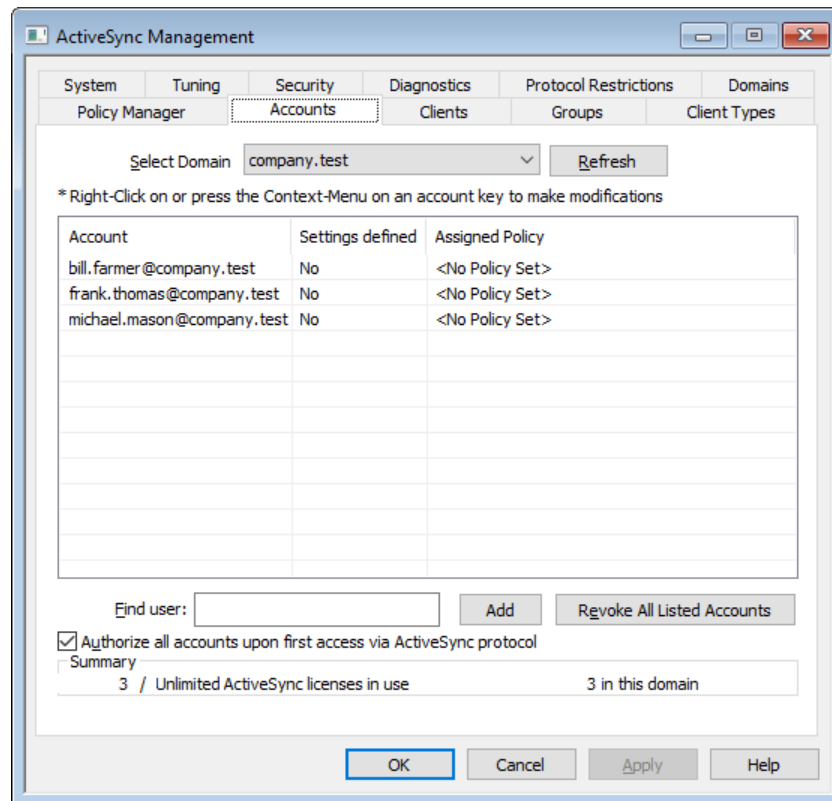 ActiveSync Management
System Tuning Security Diagnostics Protocol Restrictions Domains
Policy Manager Accounts Clients Groups Client Types
Select Domain company.test Refresh
* Right-Click on or press the Context-Menu on an account key to make modifications
Account Settings defined Assigned Policy
bill.farmer@company.test No <No Policy Set>
frank.thomas@company.test No <No Policy Set>
michael.mason@company.test No <No Policy Set>
Find user: Add Revoke All Listed Accounts
Authorize all accounts upon first access via ActiveSync protocol
Summary
3 / Unlimited ActiveSync licenses in use 3 in this domain
OK Cancel Apply Help